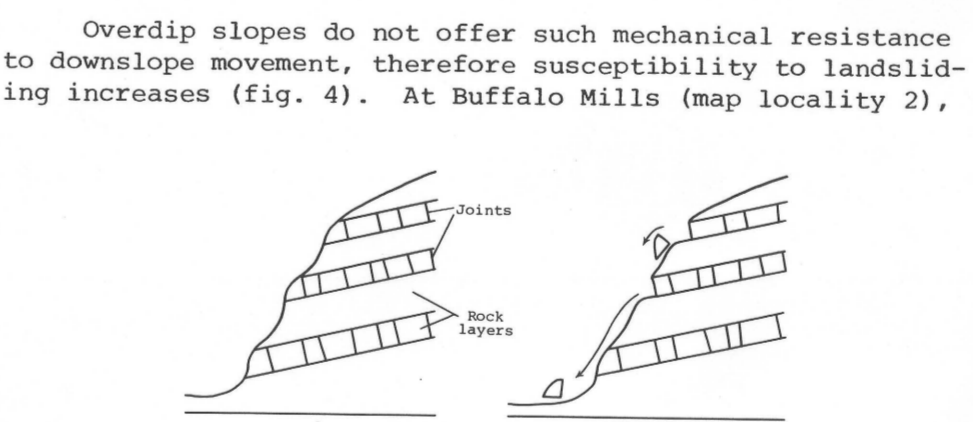 Overdip slopes do not offer such mechanical resistance
to downslope movement, therefore susceptibility to landslid-
ing increases (fig. 4). At Buffalo Mills (map locality 2),
Joints
Rock
layers